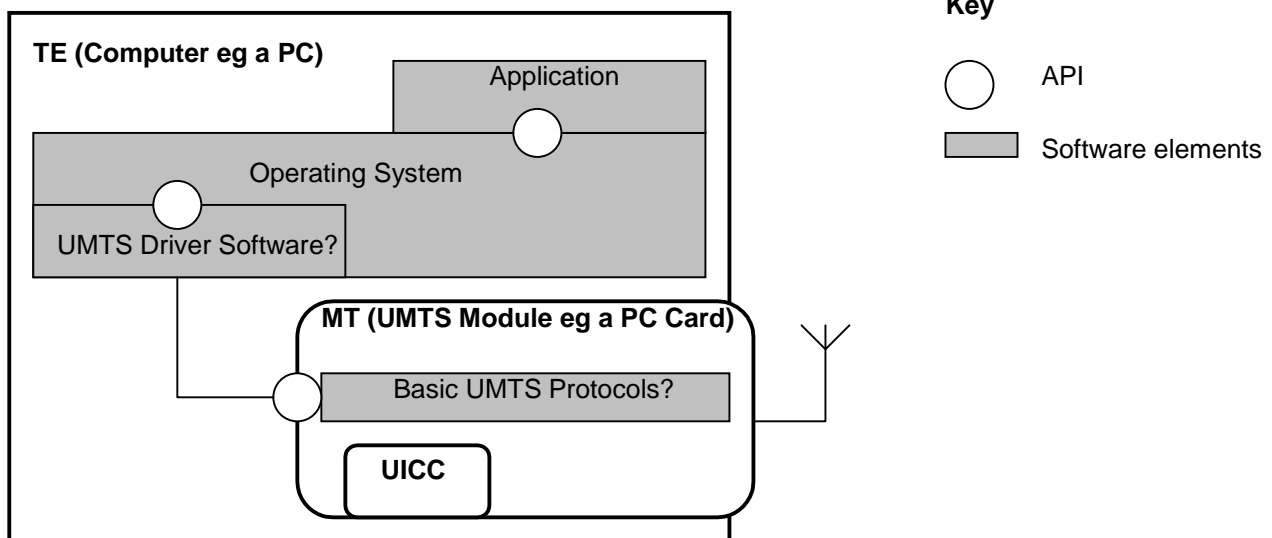 Key
TE (Computer eg a PC)
Application
API
Software elements
Operating System
UMTS Driver Software?
MT (UMTS Module eg a PC Card)
Basic UMTS Protocols?
UICC